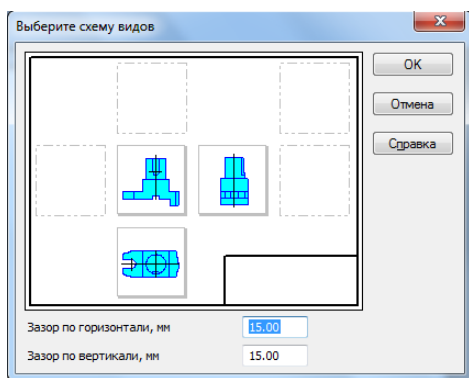 Выберите схему видов
OK
Отмена
Справка
Зазор по горизонтали, мм 15.00
Зазор по вертикали, мм 15.00